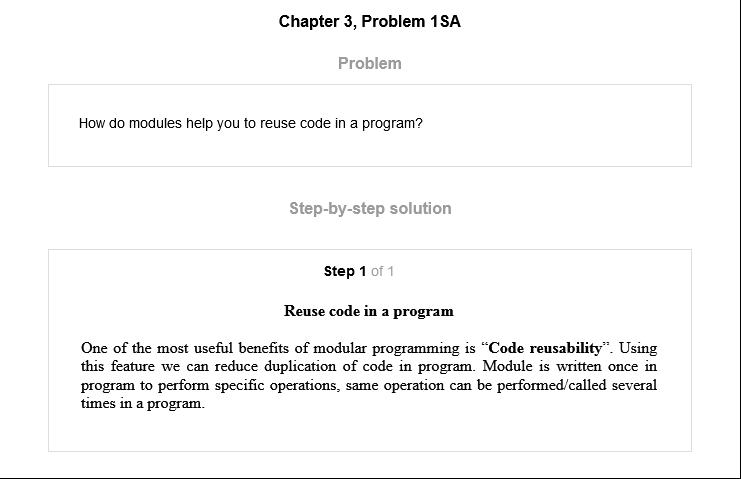 Chapter 3, Problem 1SA
Problem
How do modules help you to reuse code in a program?
Step-by-step solution
Step 1 of 1
Reuse code in a program
One of the most useful benefits of modular programming is “Code reusability”. Using
this feature we can reduce duplication of code in program. Module is written once in
program to perform specific operations, same operation can be performed/called several
times in a program.